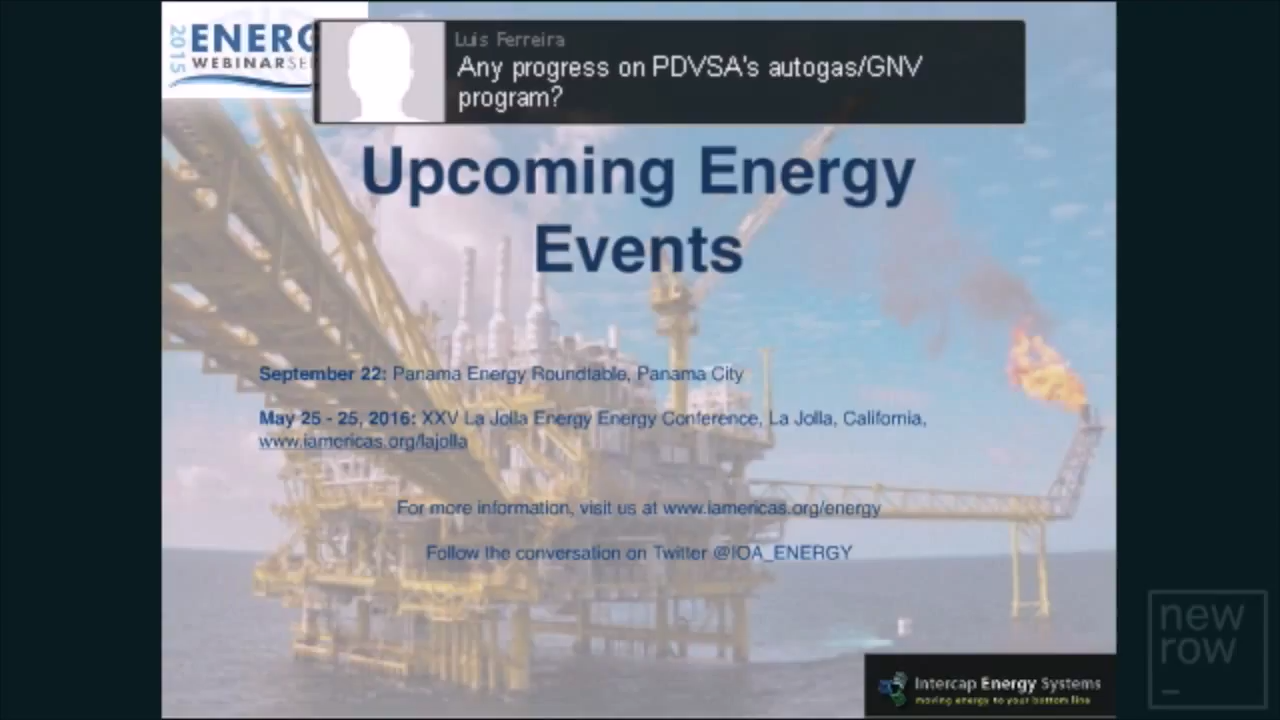 2015
ENERG
WEBINAR SE
Luis Ferreira
Any progress on PDVSA's autogas/GNV
program?
Upcoming Energy
Events
September 22: Panama Energy Roundtable, Panama City
May 25 - 25, 2016: XXV La Jolla Energy Energy Conference, La Jolla, California,
www.iamericas.org/lajolla
For more information, visit us at www.iamericas.org/energy
Follow the conversation on Twitter @IOA_ENERGY
Intercap Energy Systems
moving energy to your bottom line
new
row
_